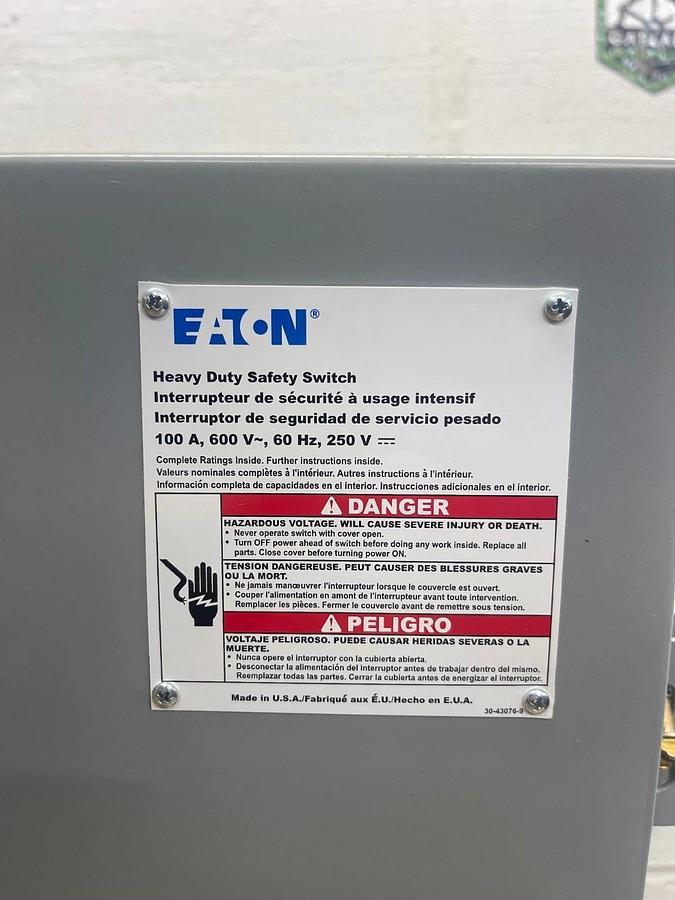 EATON®
Heavy Duty Safety Switch
Interrupteur de sécurité à usage intensif
Interruptor de seguridad de servicio pesado
100 A, 600 V~, 60 Hz, 250 V ⎓
Complete Ratings Inside. Further instructions inside.
Valeurs nominales complètes à l'intérieur. Autres instructions à l'intérieur.
Información completa de capacidades en el interior. Instrucciones adicionales en el interior.
⚠ DANGER
HAZARDOUS VOLTAGE. WILL CAUSE SEVERE INJURY OR DEATH.
• Never operate switch with cover open.
• Turn OFF power ahead of switch before doing any work inside. Replace all
parts. Close cover before turning power ON.
TENSION DANGEREUSE. PEUT CAUSER DES BLESSURES GRAVES
OU LA MORT.
• Ne jamais manœuvrer l'interrupteur lorsque le couvercle est ouvert.
• Couper l'alimentation en amont de l'interrupteur avant toute intervention.
Remplacer les pièces. Fermer le couvercle avant de remettre sous tension.
⚠ PELIGRO
VOLTAJE PELIGROSO. PUEDE CAUSAR HERIDAS SEVERAS O LA
MUERTE.
• Nunca opere el interruptor con la cubierta abierta.
• Desconectar la alimentación del interruptor antes de trabajar dentro del mismo.
Reemplazar todas las partes. Cerrar la cubierta antes de energizar el interruptor.
Made in U.S.A./Fabriqué aux É.U./Hecho en E.U.A.
30-43076-9